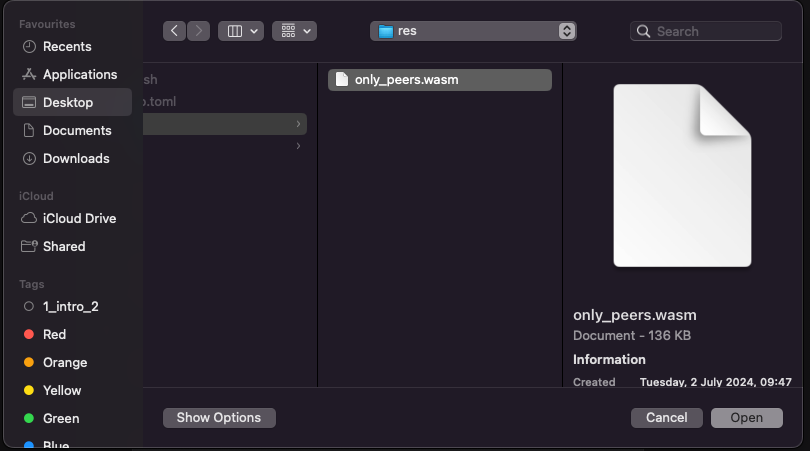 Favourites
Recents
Applications
Desktop
Documents
Downloads
iCloud
iCloud Drive
Shared
Tags
1_intro_2
Red
Orange
Yellow
Green
Blue
res
Search
sh
o.toml
only_peers.wasm
only_peers.wasm
Document - 136 KB
Information
Created Tuesday, 2 July 2024, 09:47
Show Options
Cancel
Open